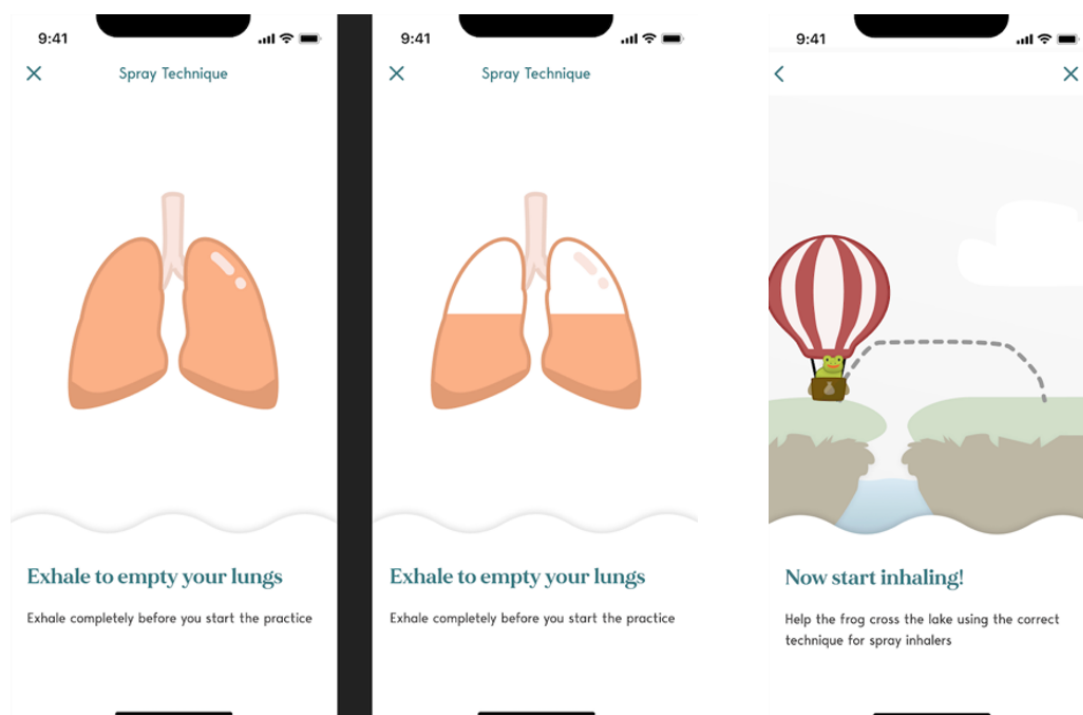 9:41
Spray Technique
Exhale to empty your lungs
Exhale completely before you start the practice
9:41
Spray Technique
Exhale to empty your lungs
Exhale completely before you start the practice
9:41
Now start inhaling!
Help the frog cross the lake using the correct
technique for spray inhalers